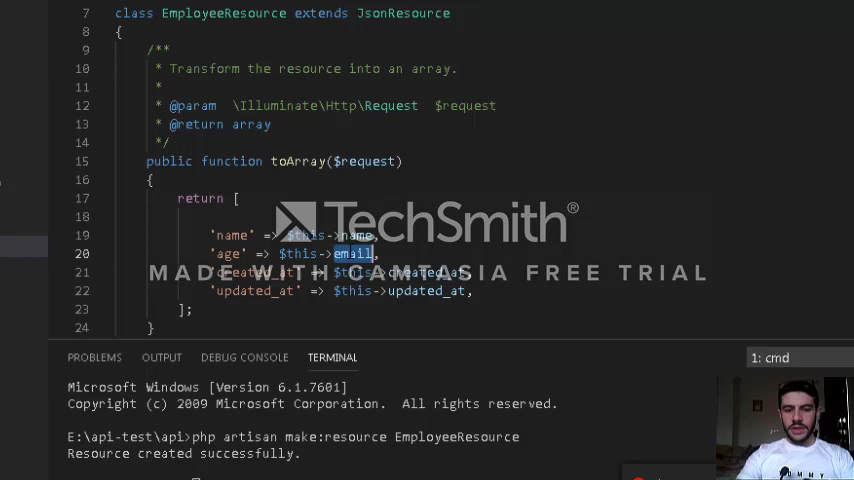 7 class EmployeeResource extends JsonResource
8 {
9 /**
10 * Transform the resource into an array.
11 *
12 * @param \Illuminate\Http\Request $request
13 * @return array
14 */
15 public function toArray($request)
16 {
17 return [
18
TechSmith®
19 'name' => $this->name,
20 'age' => $this->email,
MADE WITH CAMTASIA FREE TRIAL
21 'created_at' => $this->created_at,
22 'updated_at' => $this->updated_at,
23 ];
24 }
PROBLEMS OUTPUT DEBUG CONSOLE TERMINAL 1: cmd
Microsoft Windows [Version 6.1.7601]
Copyright (c) 2009 Microsoft Corporation. All rights reserved.
E:\api-test\api>php artisan make:resource EmployeeResource
Resource created successfully.